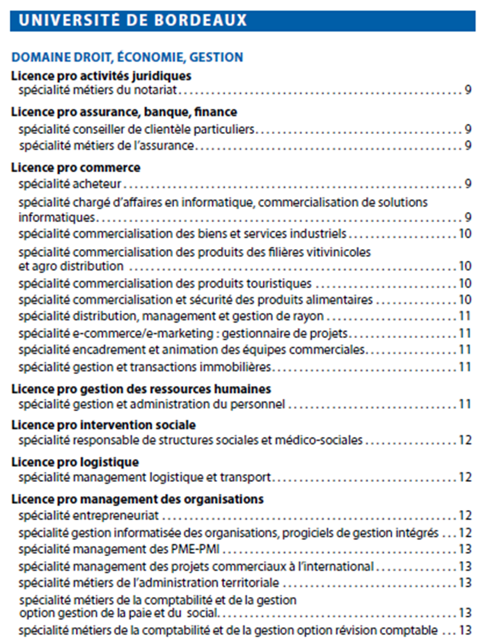 UNIVERSITÉ DE BORDEAUX
DOMAINE DROIT, ÉCONOMIE, GESTION
Licence pro activités juridiques
spécialité métiers du notariat........................................................9
Licence pro assurance, banque, finance
spécialité conseiller de clientèle particuliers........................................9
spécialité métiers de l’assurance......................................................9
Licence pro commerce
spécialité acheteur....................................................................9
spécialité chargé d’affaires en informatique, commercialisation de solutions
informatiques..........................................................................9
spécialité commercialisation des biens et services industriels.......................10
spécialité commercialisation des produits des filières vitivinicoles
et agro distribution .................................................................10
spécialité commercialisation des produits touristiques ..............................10
spécialité commercialisation et sécurité des produits alimentaires ..................10
spécialité distribution, management et gestion de rayon ..............................11
spécialité e-commerce/e-marketing : gestionnaire de projets...........................11
spécialité encadrement et animation des équipes commerciales..........................11
spécialité gestion et transactions immobilières.......................................11
Licence pro gestion des ressources humaines
spécialité gestion et administration du personnel ....................................11
Licence pro intervention sociale
spécialité responsable de structures sociales et médico-sociales .....................12
Licence pro logistique
spécialité management logistique et transport.........................................12
Licence pro management des organisations
spécialité entrepreneuriat ...........................................................12
spécialité gestion informatisée des organisations, progiciels de gestion intégrés ...12
spécialité management des PME-PMI ....................................................13
spécialité management des projets commerciaux à l’international ......................13
spécialité métiers de l’administration territoriale ..................................13
spécialité métiers de la comptabilité et de la gestion
option gestion de la paie et du social................................................13
spécialité métiers de la comptabilité et de la gestion option révision comptable ...13